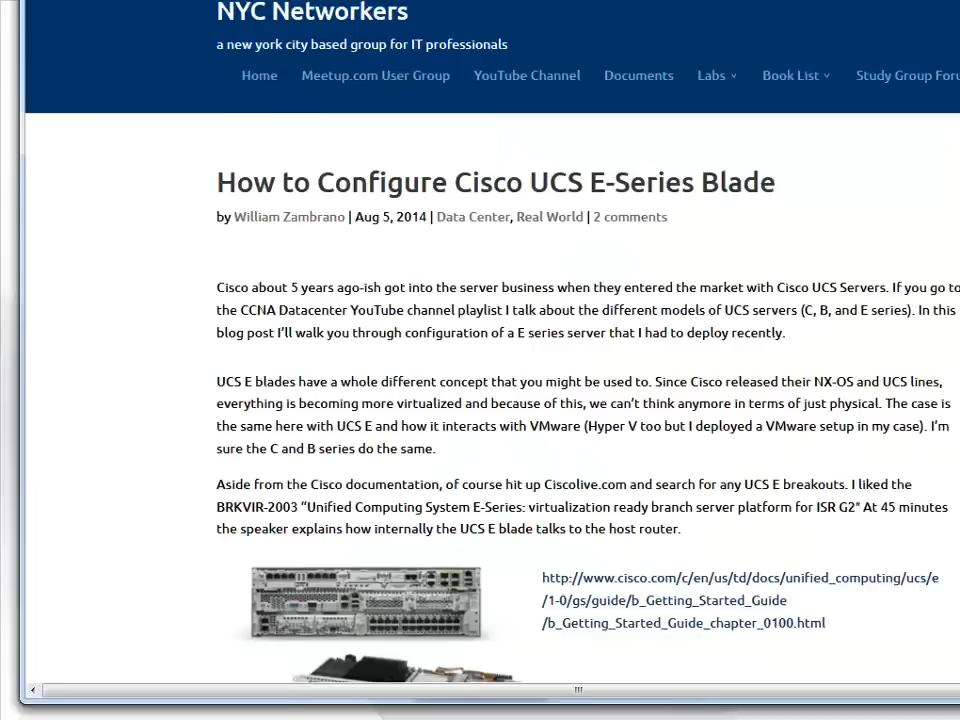 NYC Networkers
a new york city based group for IT professionals
Home Meetup.com User Group YouTube Channel Documents Labs Book List Study Group
How to Configure Cisco UCS E-Series Blade
by William Zambrano | Aug 5, 2014 | Data Center, Real World | 2 comments
Cisco about 5 years ago-ish got into the server business when they entered the market with Cisco UCS Servers. If you go to
the CCNA Datacenter YouTube channel playlist I talk about the different models of UCS servers (C, B, and E series). In this
blog post I'll walk you through configuration of a E series server that I had to deploy recently.
UCS E blades have a whole different concept that you might be used to. Since Cisco released their NX-OS and UCS lines,
everything is becoming more virtualized and because of this, we can't think anymore in terms of just physical. The case is
the same here with UCS E and how it interacts with VMware (Hyper V too but I deployed a VMware setup in my case). I'm
sure the C and B series do the same.
Aside from the Cisco documentation, of course hit up Ciscolive.com and search for any UCS E breakouts. I liked the
BRKVIR-2003 “Unified Computing System E-Series: virtualization ready branch server platform for ISR G2" At 45 minutes
the speaker explains how internally the UCS E blade talks to the host router.
http://www.cisco.com/c/en/us/td/docs/unified_computing/ucs/e
/1-0/gs/guide/b_Getting_Started_Guide
/b_Getting_Started_Guide_chapter_0100.html